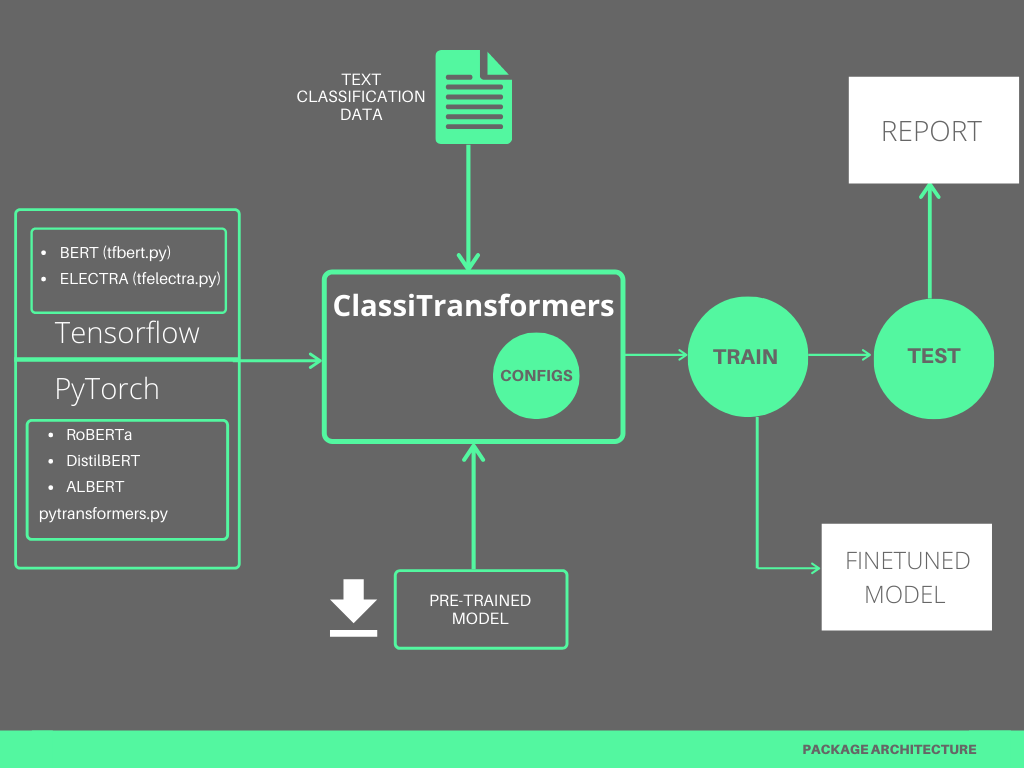 TEXT
CLASSIFICATION
DATA
REPORT
• BERT (tfbert.py)
• ELECTRA (tfelectra.py)
Tensorflow
PyTorch
• RoBERTa
• DistilBERT
• ALBERT
pytransformers.py
ClassiTransformers
CONFIGS
TRAIN
TEST
PRE-TRAINED
MODEL
FINETUNED
MODEL
PACKAGE ARCHITECTURE